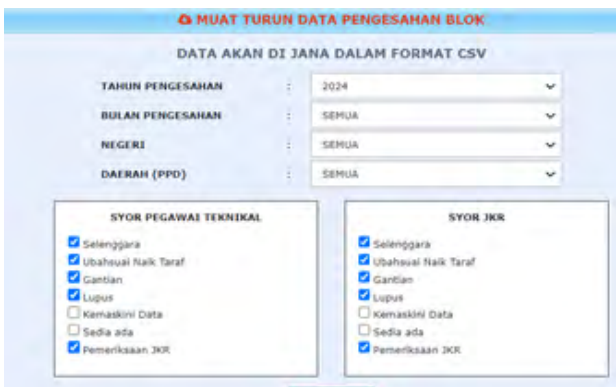 MUAT TURUN DATA PENGESAHAN BLOK
DATA AKAN DI JANA DALAM FORMAT CSV
TAHUN PENGESAHAN : 2024
BULAN PENGESAHAN : SEMUA
NEGERI : SEMUA
DAERAH (PPD) : SEMUA
SYOR PEGAWAI TEKNIKAL
Selenggara
Ubahsuai Naik Taraf
Gantian
Lupus
Kemaskini Data
Sedia ada
Pemeriksaan JKR
SYOR JKR
Selenggara
Ubahsuai Naik Taraf
Gantian
Lupus
Kemaskini Data
Sedia ada
Pemeriksaan JKR